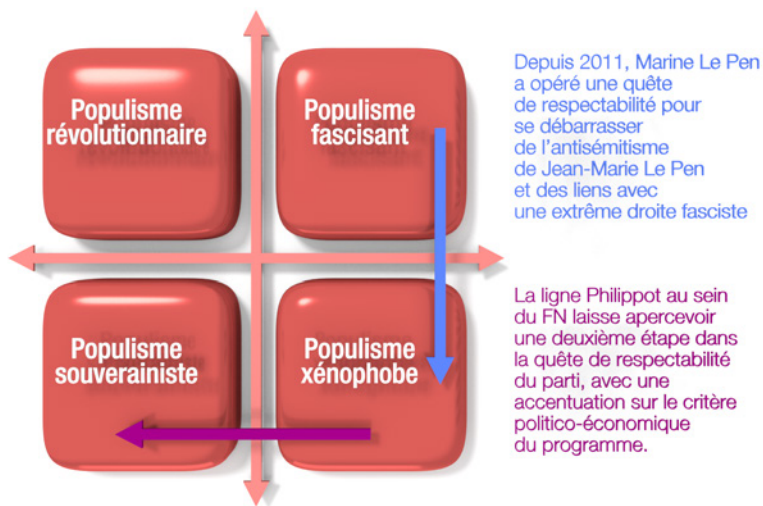 Populisme
révolutionnaire
Populisme
fascisant
Depuis 2011, Marine Le Pen
a opéré une quête
de respectabilité pour
se débarrasser
de l'antisémitisme
de Jean-Marie Le Pen
et des liens avec
une extrême droite fasciste
Populisme
souverainiste
Populisme
xénophobe
La ligne Philippot au sein
du FN laisse apercevoir
une deuxième étape dans
la quête de respectabilité
du parti, avec une
accentuation sur le critère
politico-économique
du programme.